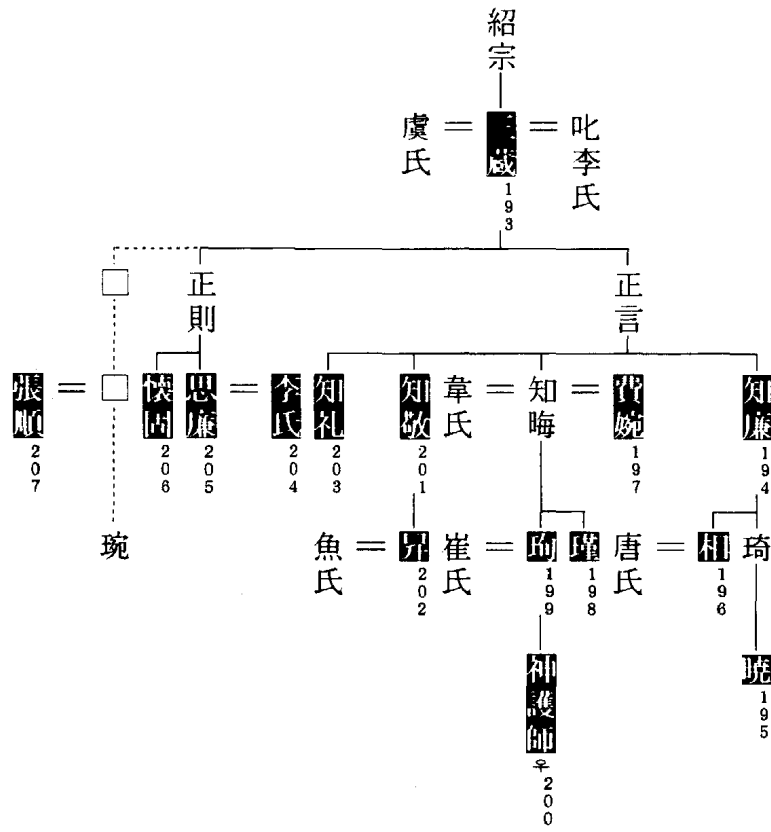 紹宗
虞氏
＝
三蔵
193
＝
叱李氏
□
正則
正言
張順
207
＝
□
懐固
206
思廉
205
＝
李氏
204
知礼
203
知敬
201
韋氏
＝
知晦
＝
費婉
197
知廉
194
琬
魚氏
＝
昇
202
崔氏
＝
珣
199
瑾
198
唐氏
＝
相
196
琦
神護師
♀
200
暁
195